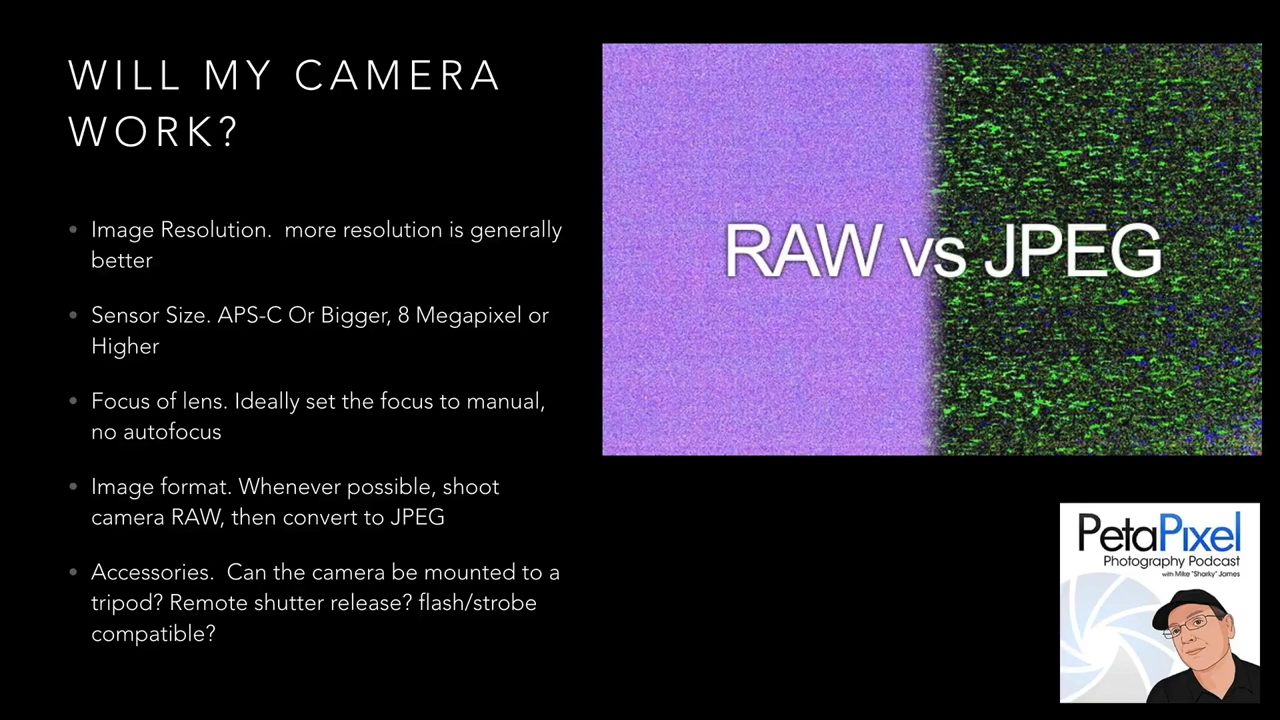 WILL MY CAMERA
WORK?
• Image Resolution.  more resolution is generally
better
• Sensor Size. APS-C Or Bigger, 8 Megapixel or
Higher
• Focus of lens. Ideally set the focus to manual,
no autofocus
• Image format. Whenever possible, shoot
camera RAW, then convert to JPEG
• Accessories.  Can the camera be mounted to a
tripod? Remote shutter release? flash/strobe
compatible?
RAW vs JPEG
PetaPixel
Photography Podcast
with Mike "Sharky" James